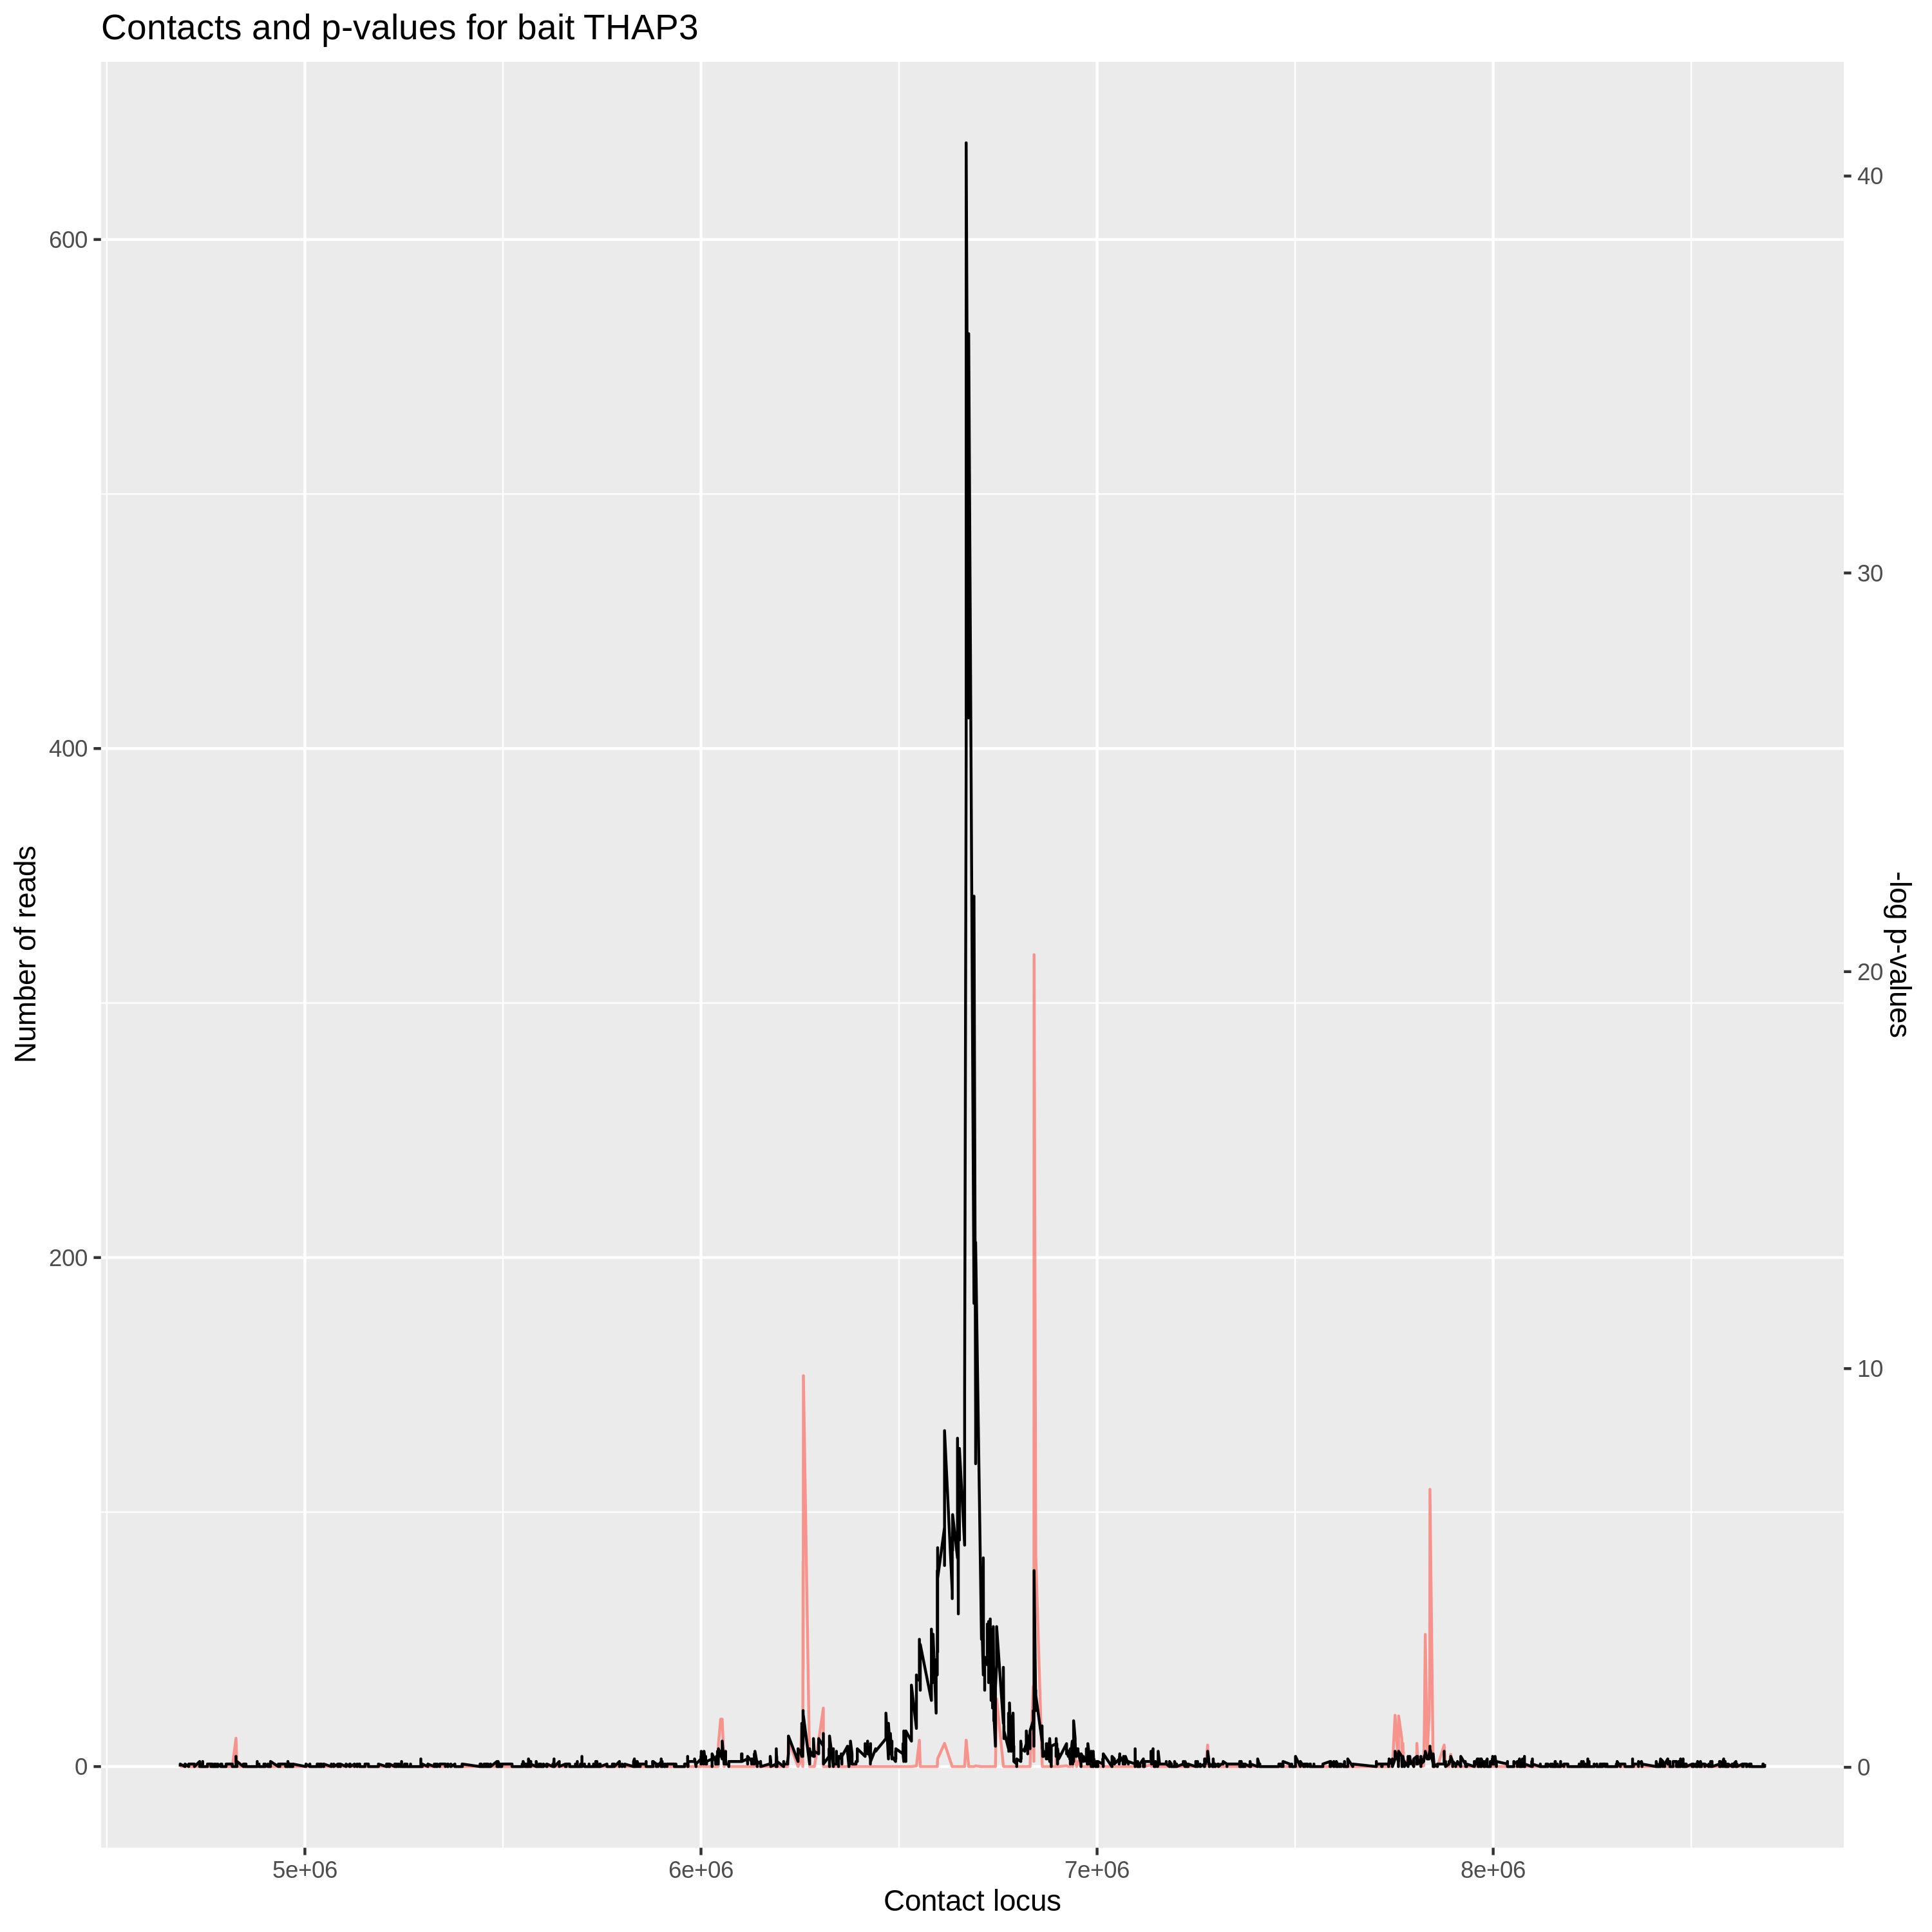 Contacts and p-values for bait THAP3
600
400
200
0
Number of reads
40
30
20
10
0
-log p-values
5e+06
6e+06
7e+06
8e+06
Contact locus